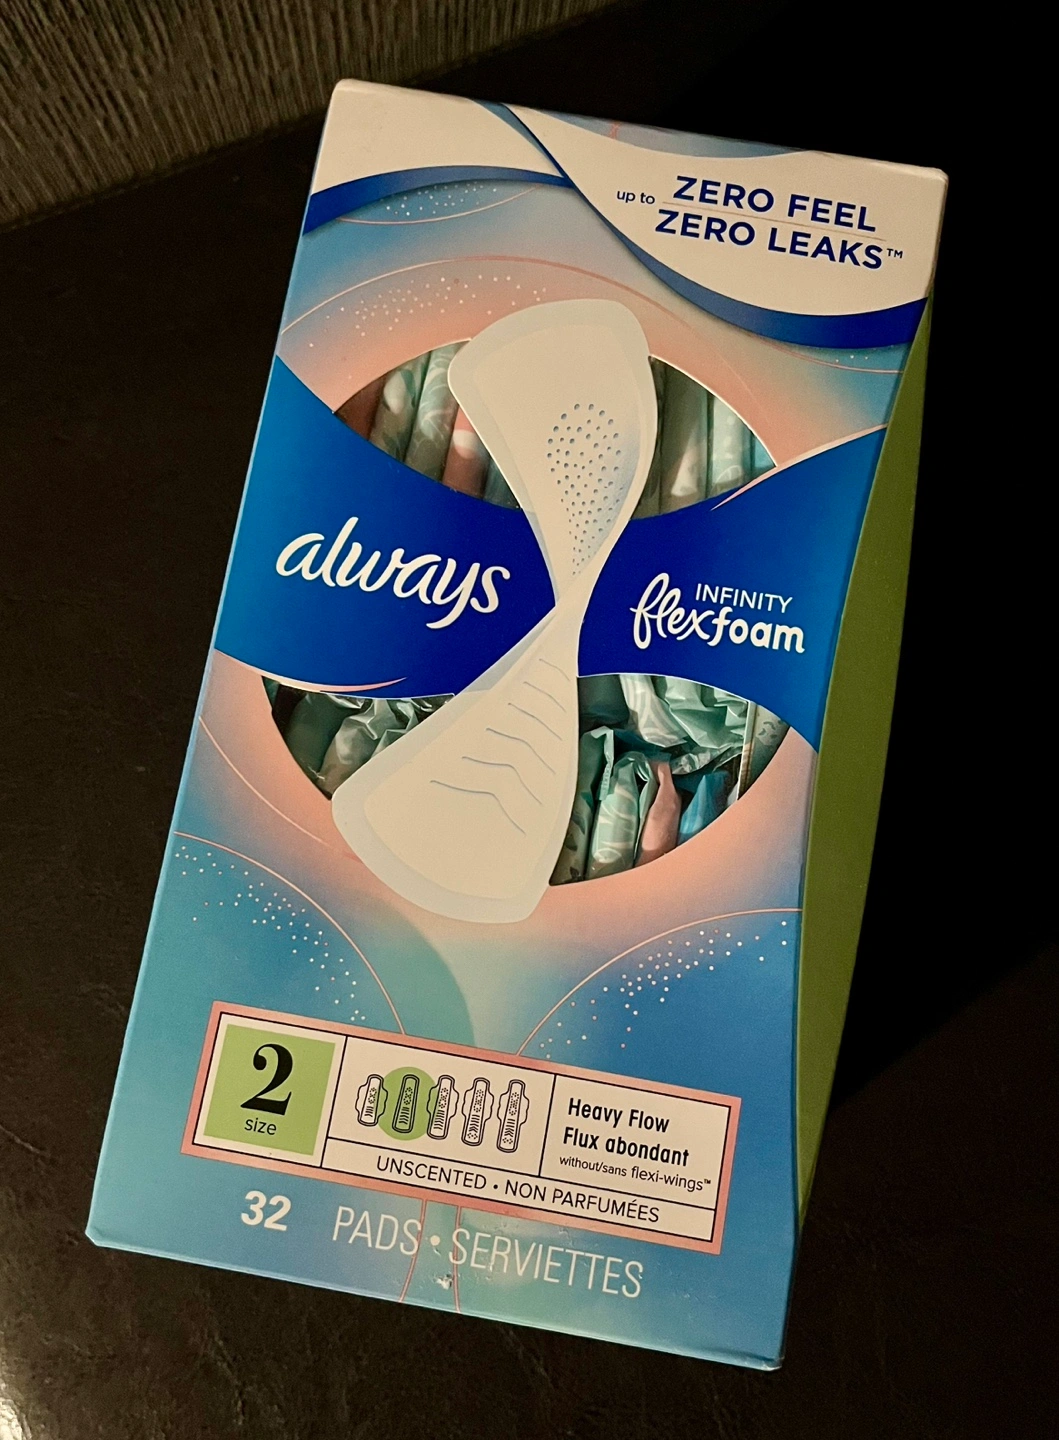 up to ZERO FEEL
ZERO LEAKS™
always
INFINITY
flexfoam
2
size
Heavy Flow
Flux abondant
without/sans flexi-wings™
UNSCENTED • NON PARFUMÉES
32 PADS • SERVIETTES